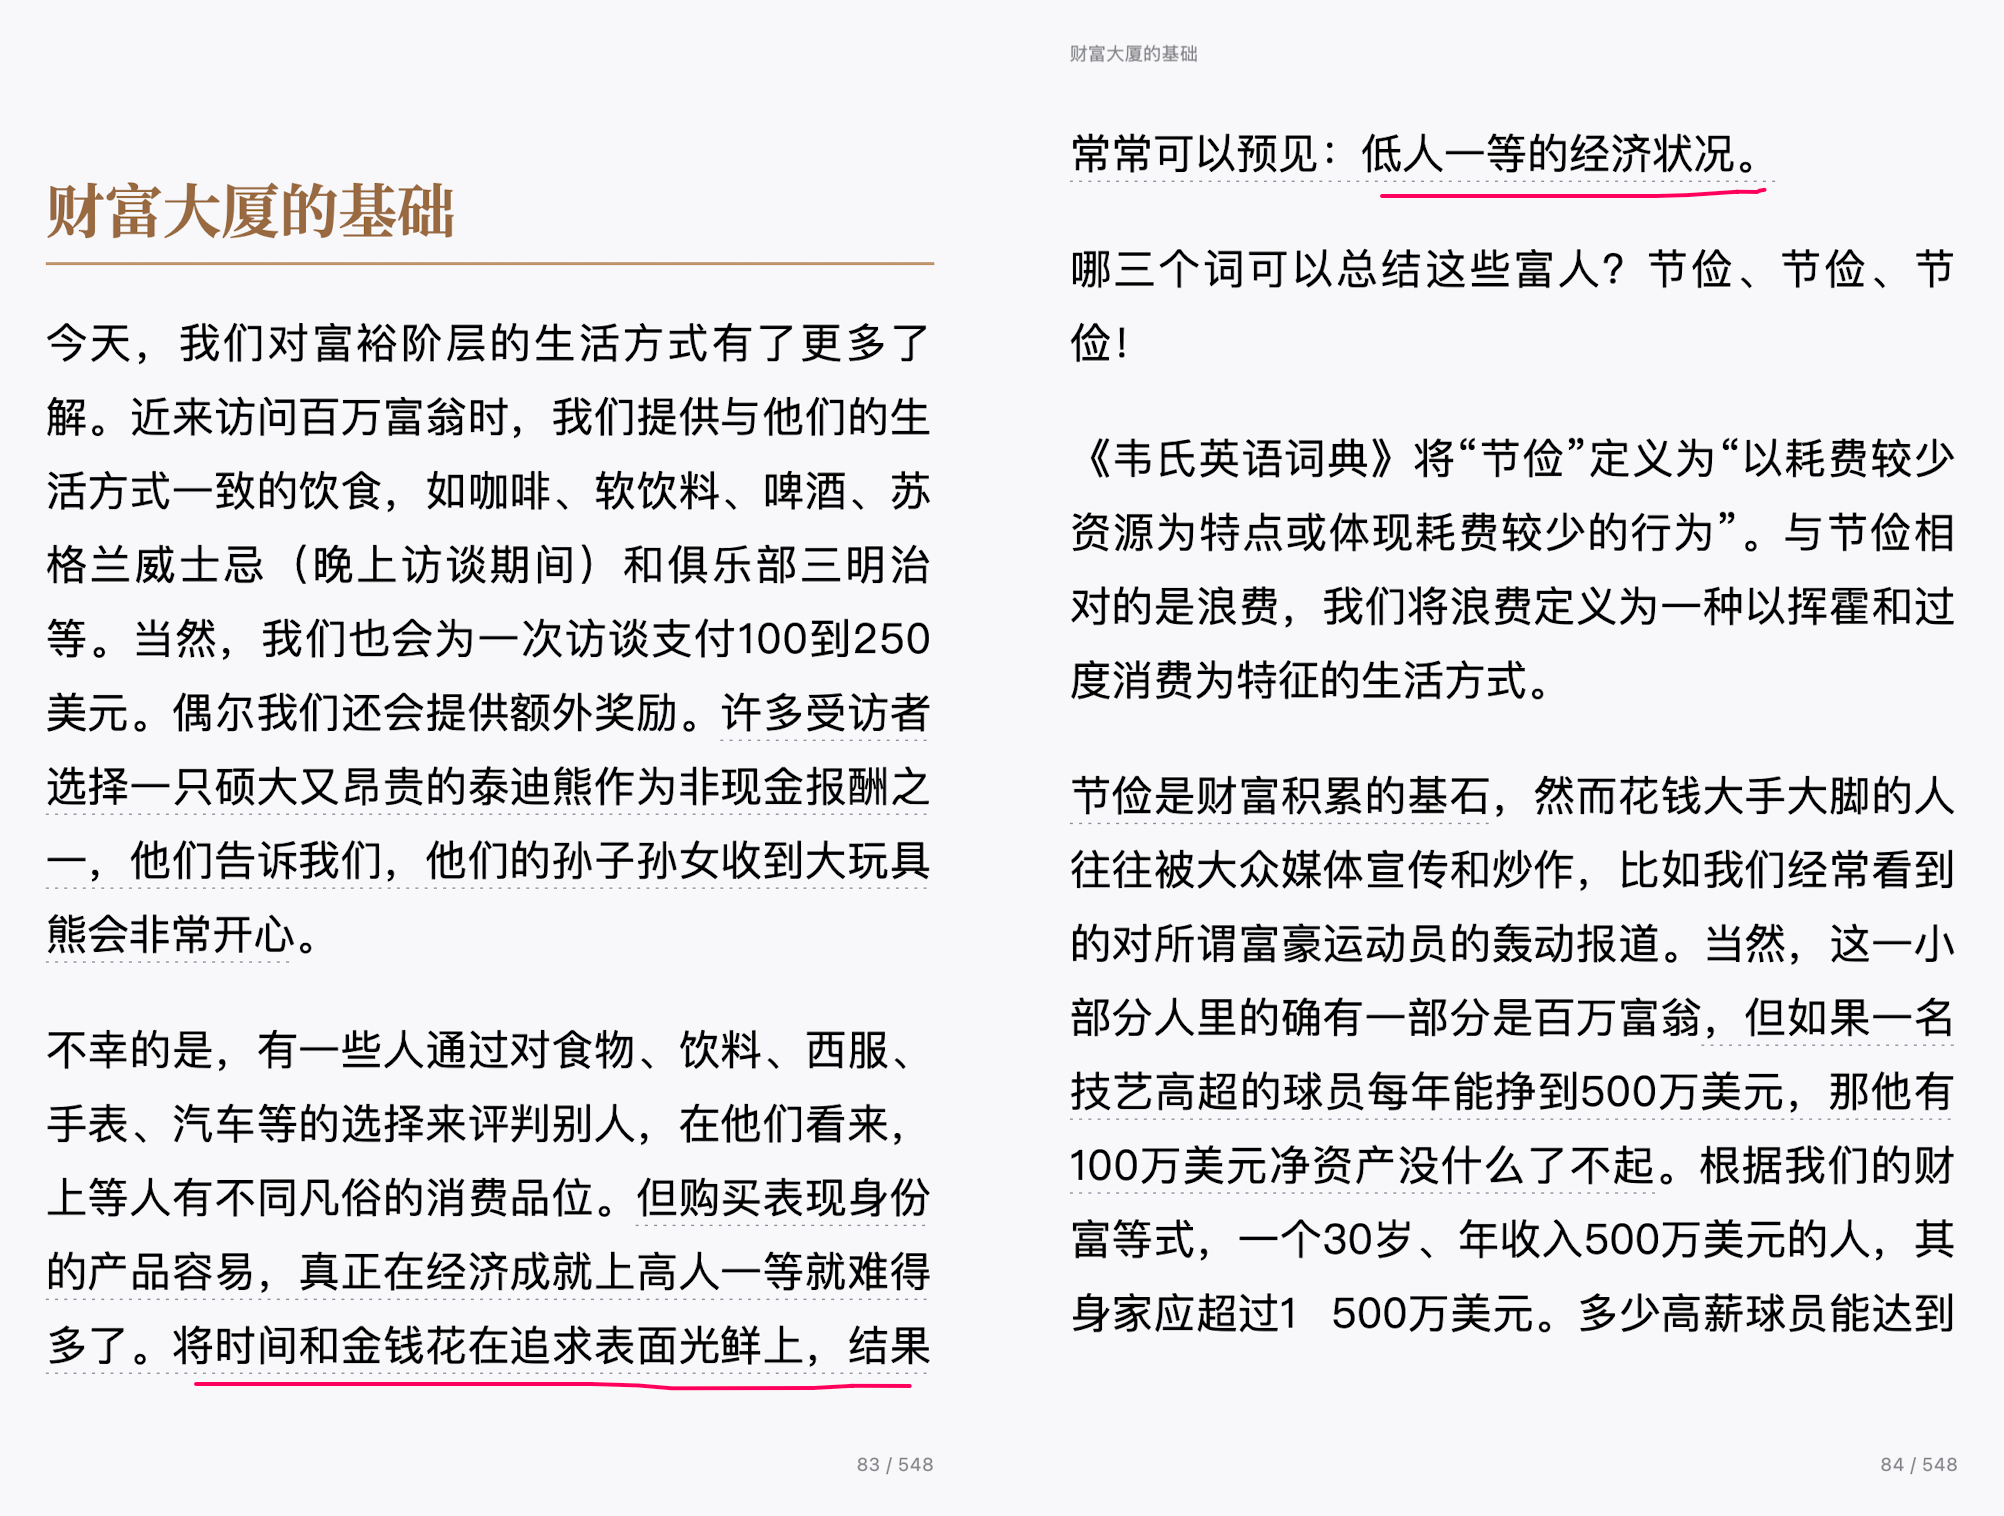 财富大厦的基础
今天，我们对富裕阶层的生活方式有了更多了
解。近来访问百万富翁时，我们提供与他们的生
活方式一致的饮食，如咖啡、软饮料、啤酒、苏
格兰威士忌（晚上访谈期间）和俱乐部三明治
等。当然，我们也会为一次访谈支付100到250
美元。偶尔我们还会提供额外奖励。许多受访者
选择一只硕大又昂贵的泰迪熊作为非现金报酬之
一，他们告诉我们，他们的孙子孙女收到大玩具
熊会非常开心。
不幸的是，有一些人通过对食物、饮料、西服、
手表、汽车等的选择来评判别人，在他们看来，
上等人有不同凡俗的消费品位。但购买表现身份
的产品容易，真正在经济成就上高人一等就难得
多了。将时间和金钱花在追求表面光鲜上，结果
83 / 548
财富大厦的基础
常常可以预见：低人一等的经济状况。
哪三个词可以总结这些富人？节俭、节俭、节
俭！
《韦氏英语词典》将“节俭”定义为“以耗费较少
资源为特点或体现耗费较少的行为”。与节俭相
对的是浪费，我们将浪费定义为一种以挥霍和过
度消费为特征的生活方式。
节俭是财富积累的基石，然而花钱大手大脚的人
往往被大众媒体宣传和炒作，比如我们经常看到
的对所谓富豪运动员的轰动报道。当然，这一小
部分人里的确有一部分是百万富翁，但如果一名
技艺高超的球员每年能挣到500万美元，那他有
100万美元净资产没什么了不起。根据我们的财
富等式，一个30岁、年收入500万美元的人，其
身家应超过1 500万美元。多少高薪球员能达到
84 / 548